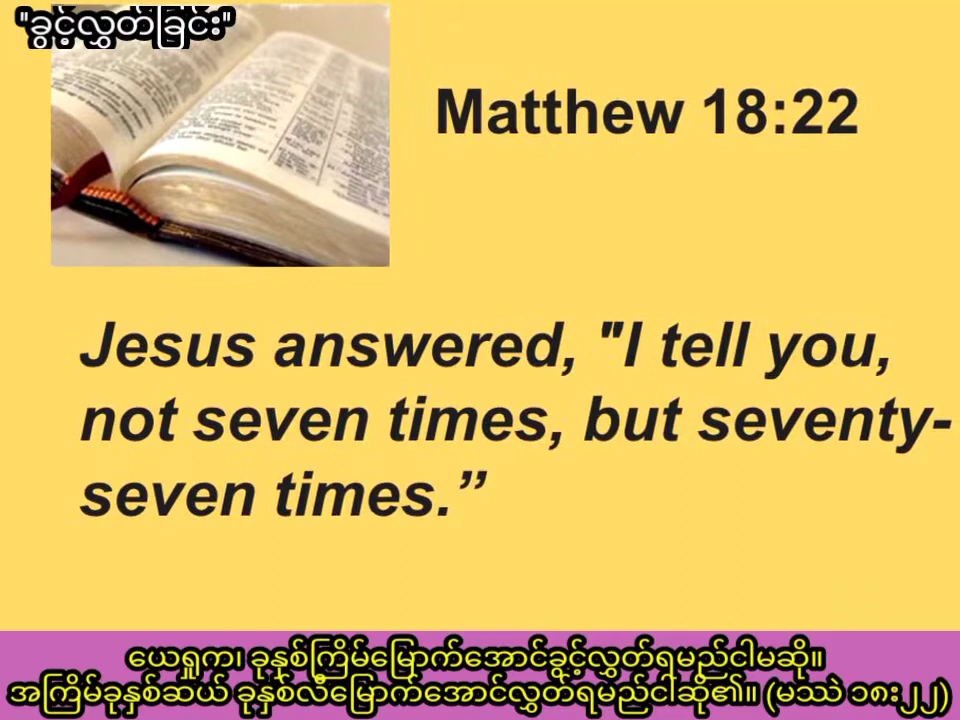 "ခွင့်လွှတ်ခြင်း"
Matthew 18:22
Jesus answered, "I tell you,
not seven times, but seventy-
seven times.”
ယေရှုက၊ ခုနှစ်ကြိမ်မြောက်အောင်ခွင့်လွှတ်ရမည်ငါမဆို။
အကြိမ်ခုနှစ်ဆယ် ခုနှစ်လီမြောက်အောင်လွှတ်ရမည်ငါဆို၏။ (မဿဲ ၁၈း၂၂)